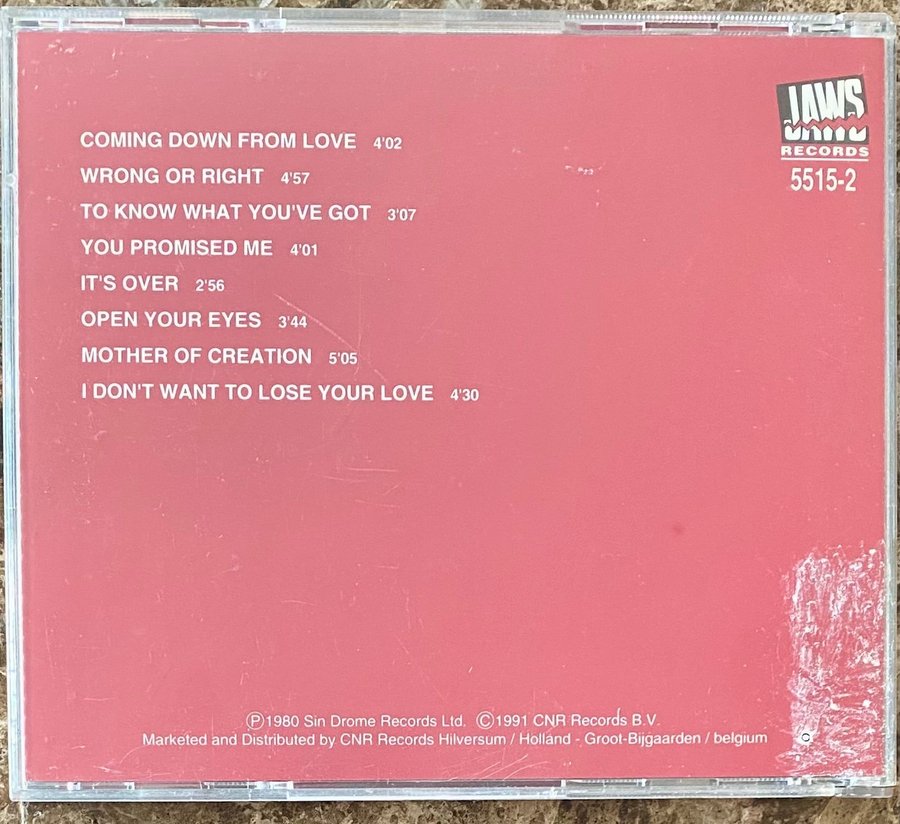 JAWS
RECORDS
5515-2
COMING DOWN FROM LOVE 4'02
WRONG OR RIGHT 4'57
TO KNOW WHAT YOU'VE GOT 3'07
YOU PROMISED ME 4'01
IT'S OVER 2'56
OPEN YOUR EYES 3'44
MOTHER OF CREATION 5'05
I DON'T WANT TO LOSE YOUR LOVE 4'30
Ⓟ1980 Sin Drome Records Ltd. Ⓒ1991 CNR Records B.V.
Marketed and Distributed by CNR Records Hilversum / Holland - Groot-Bijgaarden / belgium